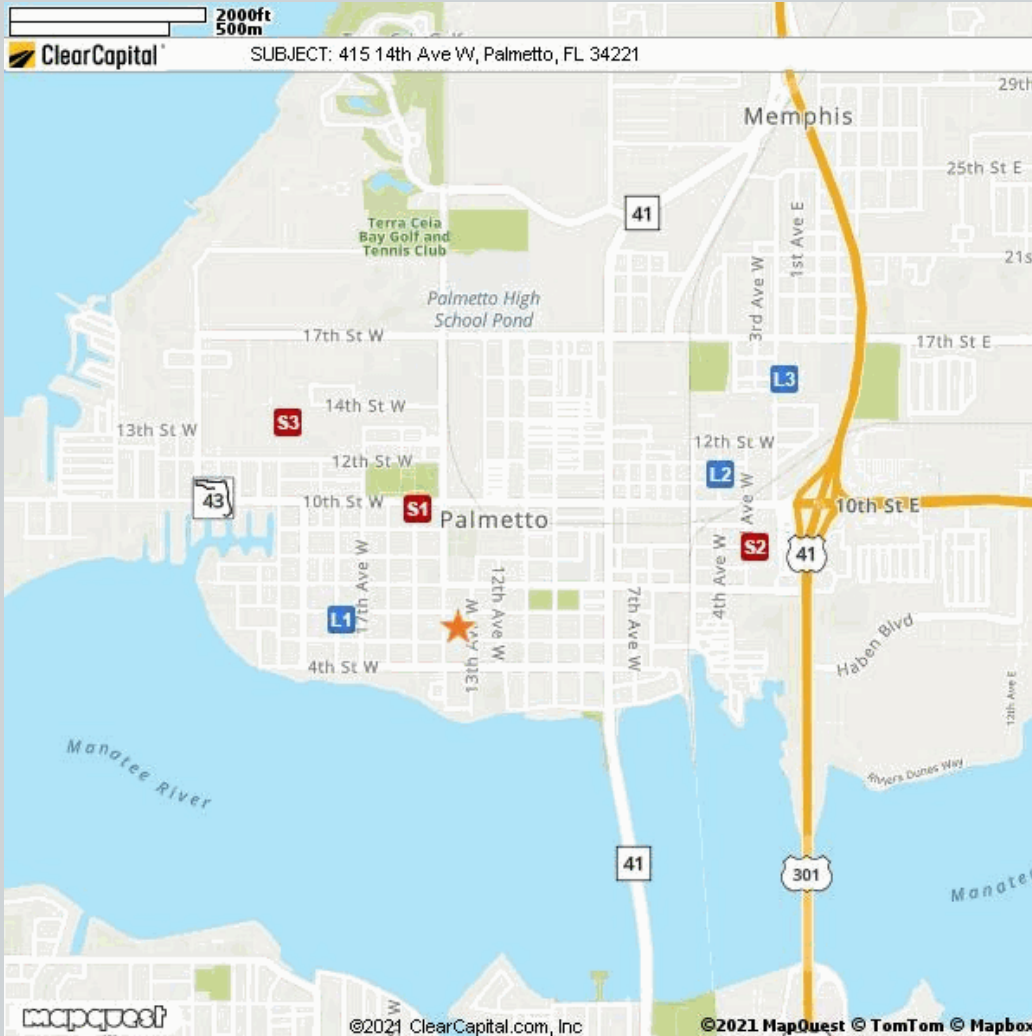 2000ft
500m
ClearCapital
SUBJECT: 415 14th Ave W, Palmetto, FL 34221
29th
Memphis
25th St E
41
1st Ave E
Terra Ceia
Bay Golf and
Tennis Club
21s
3rd Ave W
Palmetto High
School Pond
17th St W
17th St E
L3
14th St W
S3
13th St W
12th St W
12th St W
L2
43
10th St W
S1
Palmetto
Ave W
10th St E
S2
41
17th Ave W
12th Ave W
7th Ave W
4th Ave W
L1
13th Ave W
Haben Blvd
4th St W
12th Ave E
Manatee River
Riviera Dunes Way
41
301
Manatee
W
mapquest
©2021 ClearCapital.com, Inc
©2021 MapQuest © TomTom © Mapbox